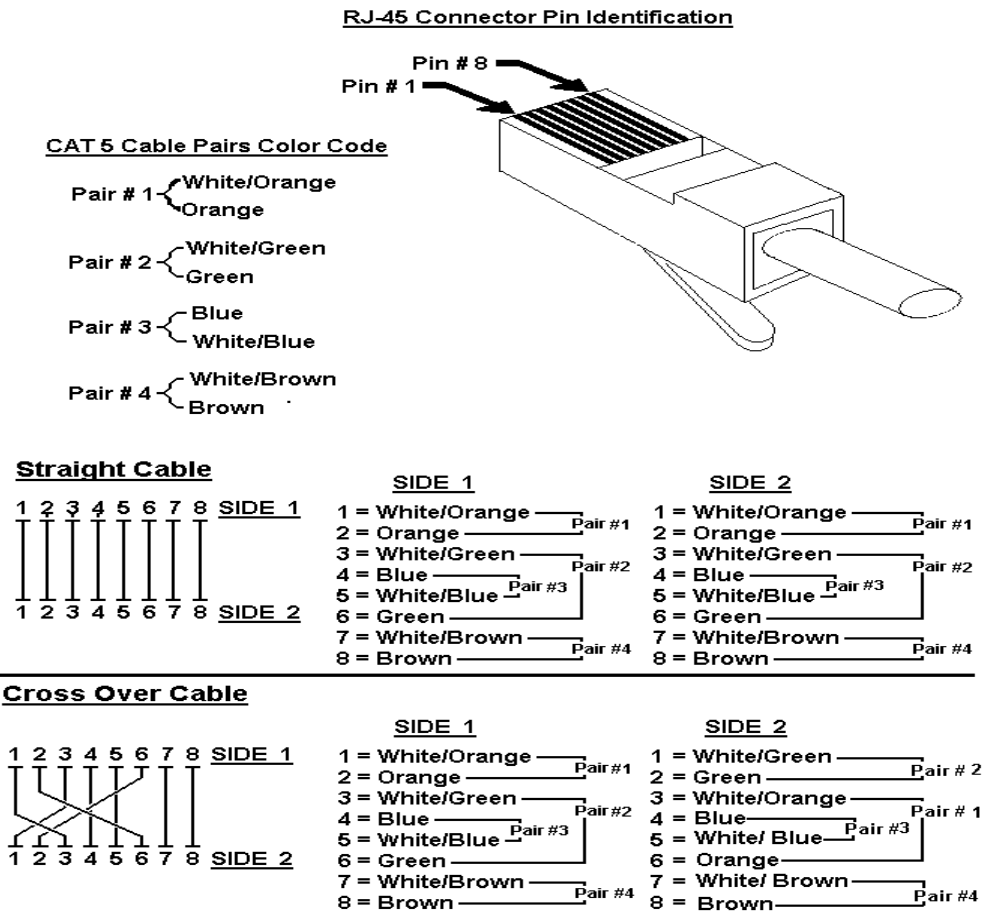 RJ-45 Connector Pin Identification
Pin # 8
Pin # 1
CAT 5 Cable Pairs Color Code
Pair # 1
White/Orange
Orange
Pair # 2
White/Green
Green
Pair # 3
Blue
White/Blue
Pair # 4
White/Brown
Brown
Straight Cable
1 2 3 4 5 6 7 8 SIDE 1
1 2 3 4 5 6 7 8 SIDE 2
SIDE 1
1 = White/Orange
2 = Orange
Pair #1
3 = White/Green
4 = Blue
5 = White/Blue
Pair #3
6 = Green
Pair #2
7 = White/Brown
8 = Brown
Pair #4
SIDE 2
1 = White/Orange
2 = Orange
Pair #1
3 = White/Green
4 = Blue
5 = White/Blue
Pair #3
6 = Green
Pair #2
7 = White/Brown
8 = Brown
Pair #4
Cross Over Cable
1 2 3 4 5 6 7 8 SIDE 1
1 2 3 4 5 6 7 8 SIDE 2
SIDE 1
1 = White/Orange
2 = Orange
Pair#1
3 = White/Green
4 = Blue
5 = White/Blue
Pair #3
6 = Green
Pair#2
7 = White/Brown
8 = Brown
Pair #4
SIDE 2
1 = White/Green
2 = Green
Pair # 2
3 = White/Orange
4 = Blue
5 = White/ Blue
Pair #3
6 = Orange
Pair # 1
7 = White/ Brown
8 = Brown
Pair #4